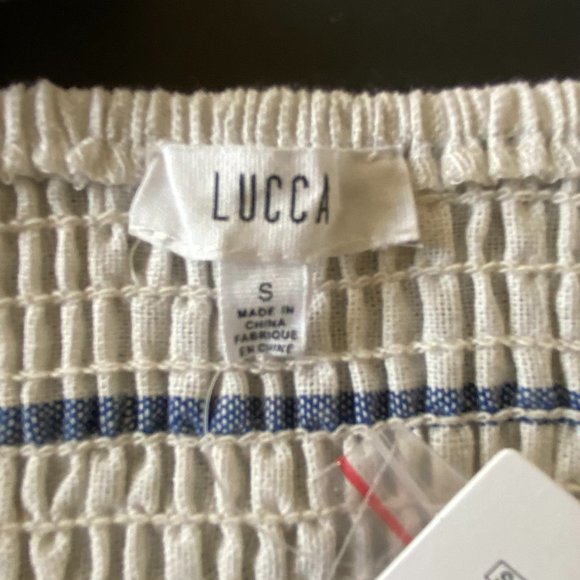 LUCCA
S
MADE IN
CHINA
FABRIQUE
EN CHINE